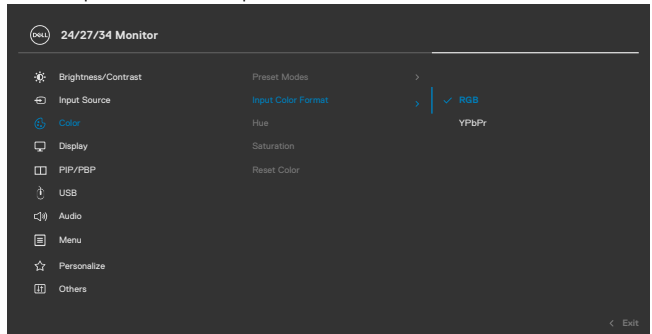 DELL
24/27/34 Monitor
Brightness/Contrast
Preset Modes
Input Source
Input Color Format
RGB
Color
Hue
YPbPr
Display
Saturation
PIP/PBP
Reset Color
USB
Audio
Menu
Personalize
Others
Exit